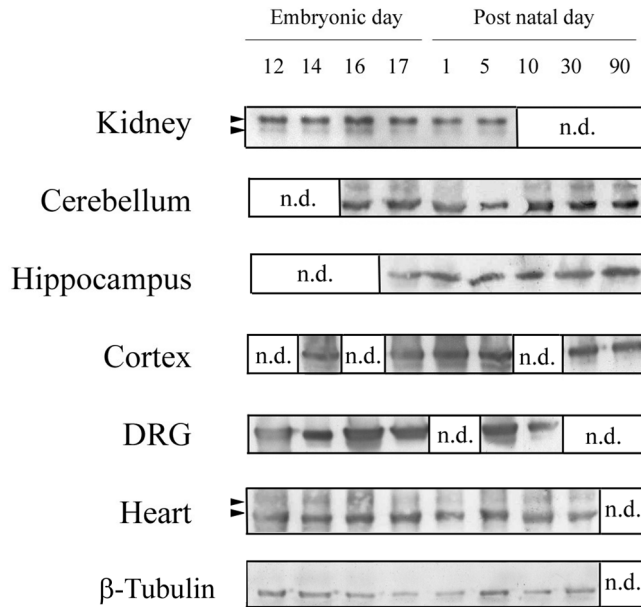 Embryonic day Post natal day
12 14 16 17 1 5 10 30 90
Kidney n.d.
Cerebellum n.d.
Hippocampus n.d.
Cortex n.d. n.d. n.d.
DRG n.d. n.d.
Heart n.d.
β-Tubulin n.d.